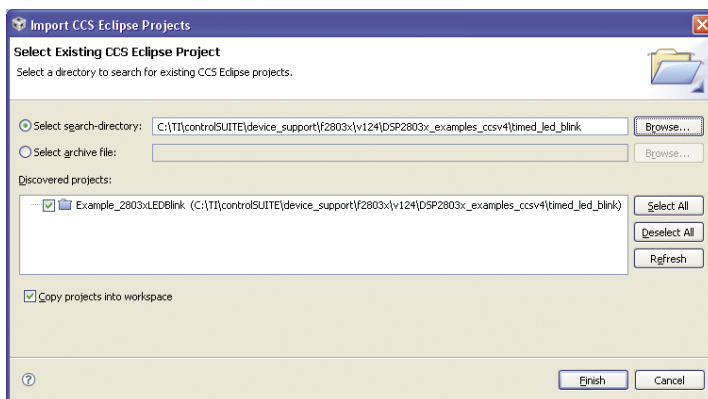 Import CCS Eclipse Projects
Select Existing CCS Eclipse Project
Select a directory to search for existing CCS Eclipse projects.
Select search-directory: C:\TI\controlSUITE\device_support\f2803x\v124\DSP2803x_examples_ccsv4\timed_led_blink Browse...
Select archive file: Browse...
Discovered projects:
Example_2803xLEDBlink (C:\TI\controlSUITE\device_support\f2803x\v124\DSP2803x_examples_ccsv4\timed_led_blink) Select All
Deselect All
Refresh
Copy projects into workspace
? Finish Cancel